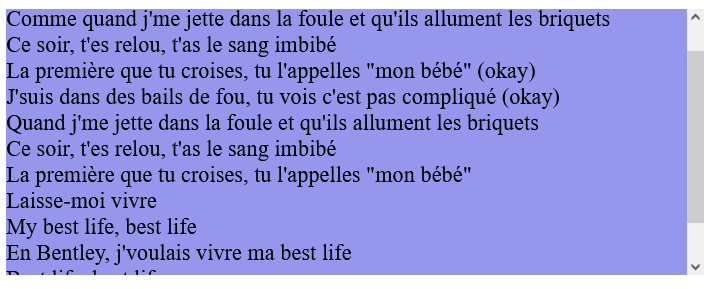 Comme quand j'me jette dans la foule et qu'ils allument les briquets
Ce soir, t'es relou, t'as le sang imbibé
La première que tu croises, tu l'appelles "mon bébé" (okay)
J'suis dans des bails de fou, tu vois c'est pas compliqué (okay)
Quand j'me jette dans la foule et qu'ils allument les briquets
Ce soir, t'es relou, t'as le sang imbibé
La première que tu croises, tu l'appelles "mon bébé"
Laisse-moi vivre
My best life, best life
En Bentley, j'voulais vivre ma best life